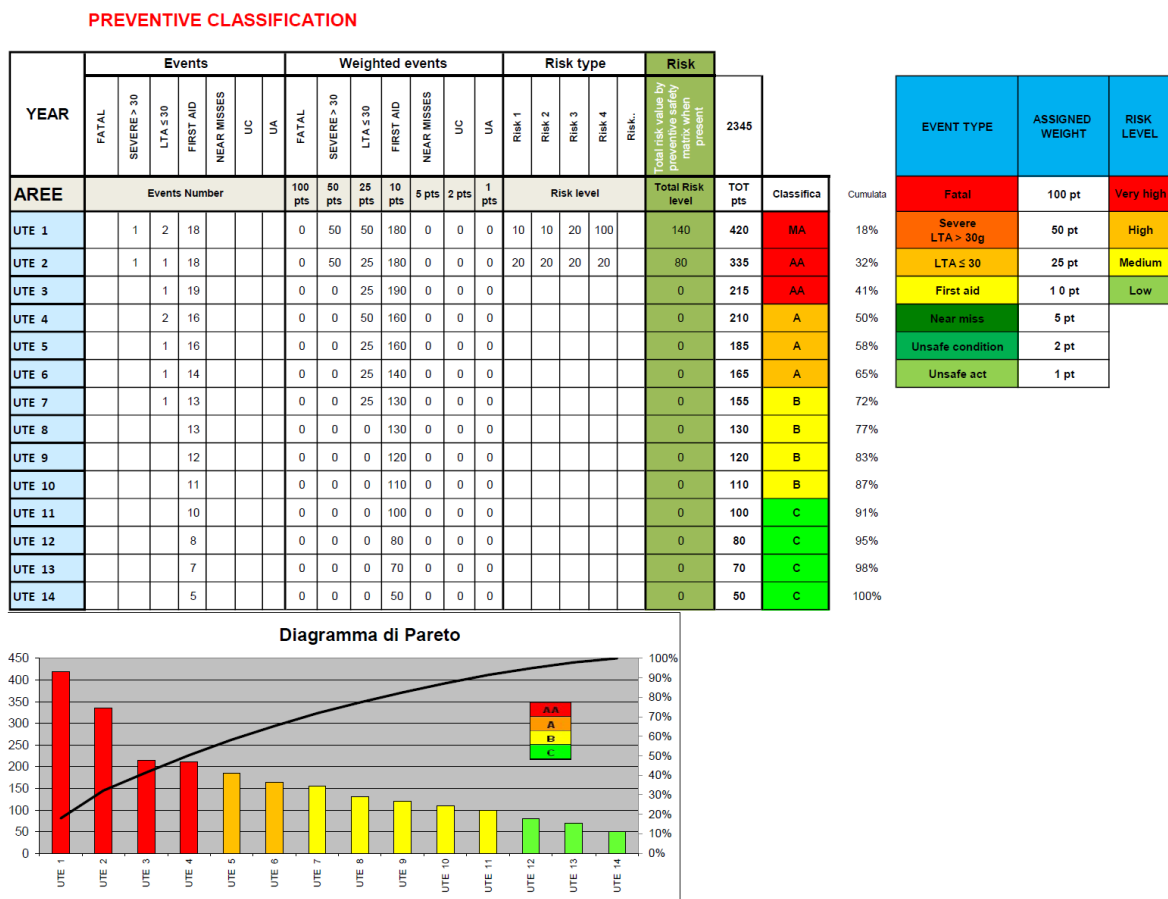 PREVENTIVE CLASSIFICATION
YEAR Events Weighted events Risk type Risk
FATAL SEVERE > 30 LTA ≤ 30 FIRST AID NEAR MISSES UC UA FATAL SEVERE > 30 LTA ≤ 30 FIRST AID NEAR MISSES UC UA Risk 1 Risk 2 Risk 3 Risk 4 Risk.. Total risk value by preventive safety matrix when present 2345
AREE Events Number 100 pts 50 pts 25 pts 10 pts 5 pts 2 pts 1 pts Risk level Total Risk level TOT pts Classifica Cumulata
UTE 1 1 2 18 0 50 50 180 0 0 0 10 10 20 100 140 420 MA 18%
UTE 2 1 1 18 0 50 25 180 0 0 0 20 20 20 20 80 335 AA 32%
UTE 3 1 19 0 0 25 190 0 0 0 0 215 AA 41%
UTE 4 2 16 0 0 50 160 0 0 0 0 210 A 50%
UTE 5 1 16 0 0 25 160 0 0 0 0 185 A 58%
UTE 6 1 14 0 0 25 140 0 0 0 0 165 A 65%
UTE 7 1 13 0 0 25 130 0 0 0 0 155 B 72%
UTE 8 13 0 0 0 130 0 0 0 0 130 B 77%
UTE 9 12 0 0 0 120 0 0 0 0 120 B 83%
UTE 10 11 0 0 0 110 0 0 0 0 110 B 87%
UTE 11 10 0 0 0 100 0 0 0 0 100 C 91%
UTE 12 8 0 0 0 80 0 0 0 0 80 C 95%
UTE 13 7 0 0 0 70 0 0 0 0 70 C 98%
UTE 14 5 0 0 0 50 0 0 0 0 50 C 100%
EVENT TYPE ASSIGNED WEIGHT RISK LEVEL
Fatal 100 pt Very high
Severe LTA > 30g 50 pt High
LTA ≤ 30 25 pt Medium
First aid 1 0 pt Low
Near miss 5 pt
Unsafe condition 2 pt
Unsafe act 1 pt
Diagramma di Pareto
450 100%
400 90%
350 80%
300 70%
250 60%
200 50%
150 40%
100 30%
50 20%
0 10%
0%
AA
A
B
C
UTE 1 UTE 2 UTE 3 UTE 4 UTE 5 UTE 6 UTE 7 UTE 8 UTE 9 UTE 10 UTE 11 UTE 12 UTE 13 UTE 14